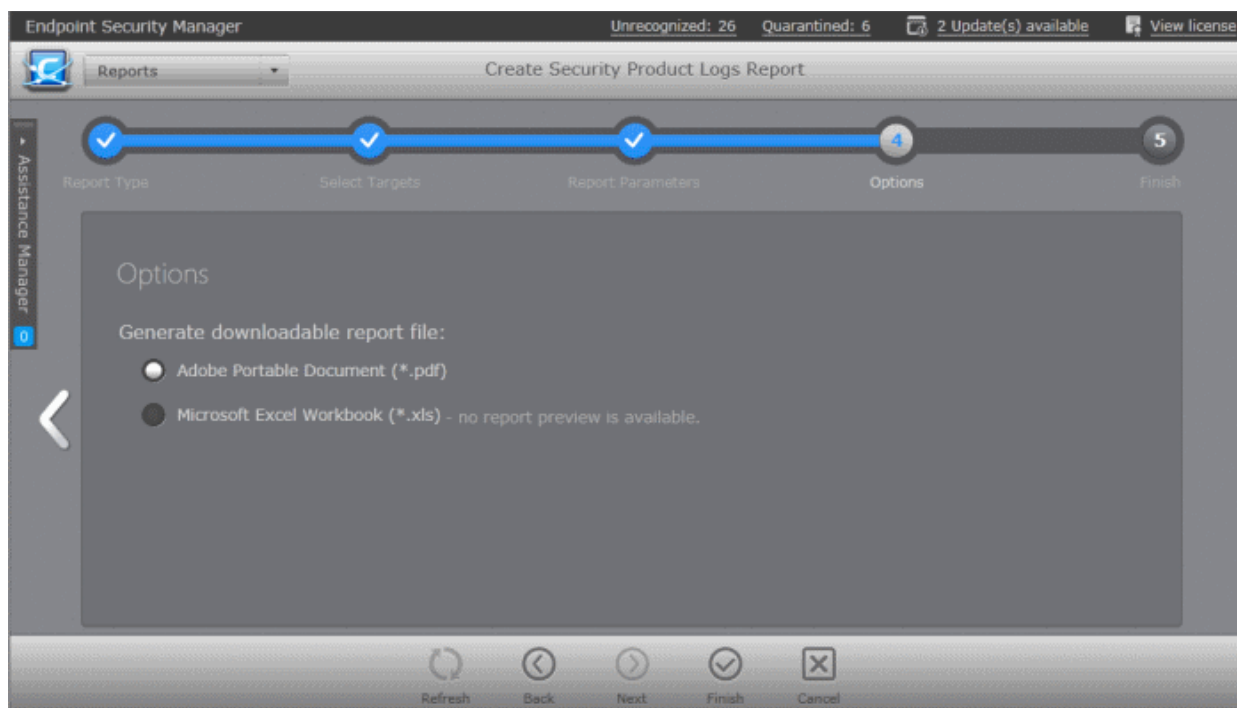 Endpoint Security Manager
Unrecognized: 26 Quarantined: 6 2 Update(s) available View license
Reports
Create Security Product Logs Report
4
5
Report Type Select Targets Report Parameters Options Finish
Assistance Manager
0
Options
Generate downloadable report file:
Adobe Portable Document (*.pdf)
Microsoft Excel Workbook (*.xls) - no report preview is available.
Refresh Back Next Finish Cancel